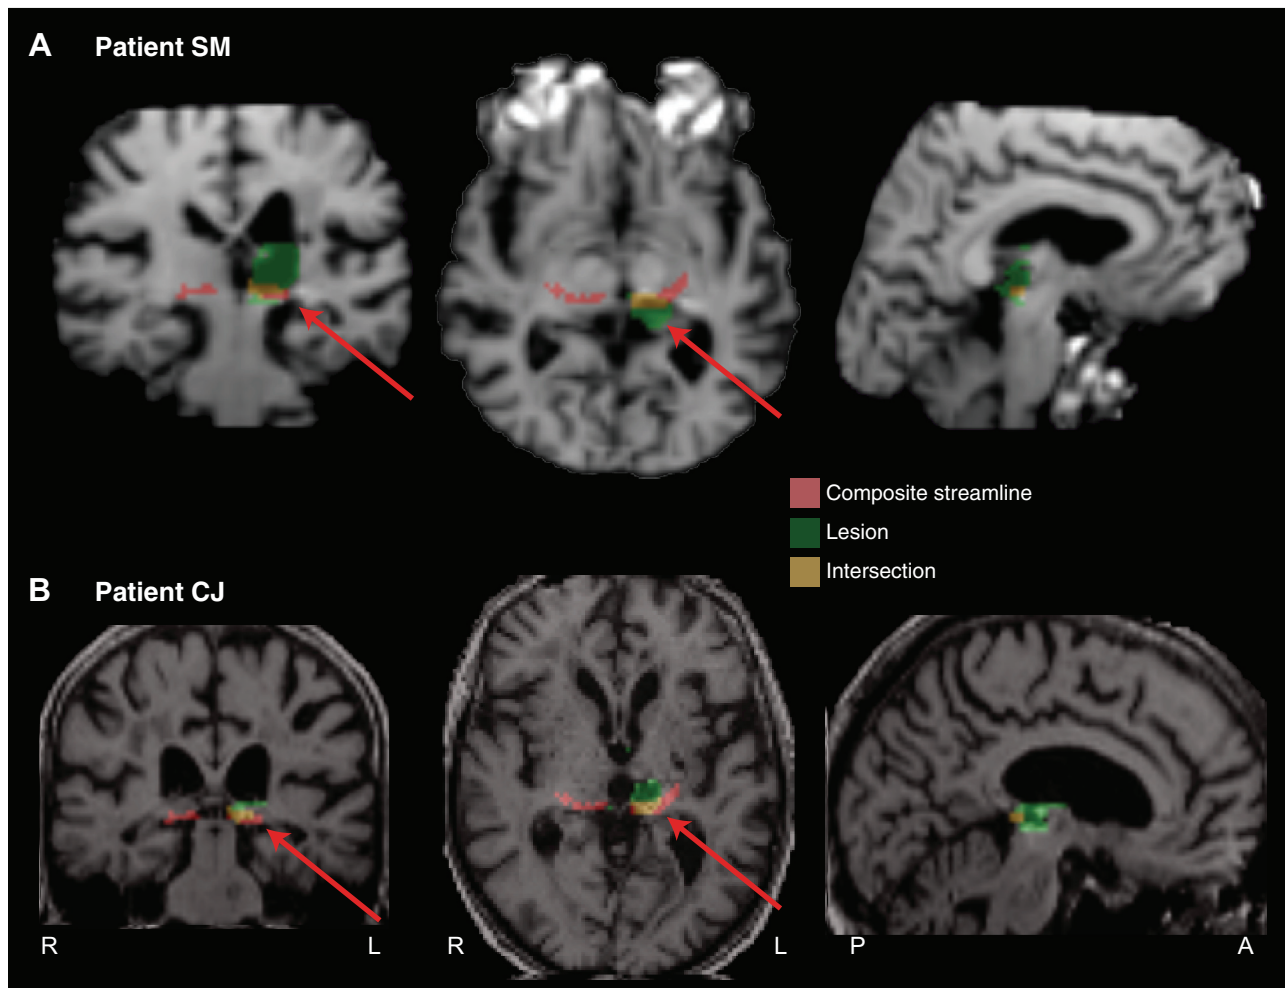 A Patient SM
Composite streamline
Lesion
Intersection
B Patient CJ
R L R L P A